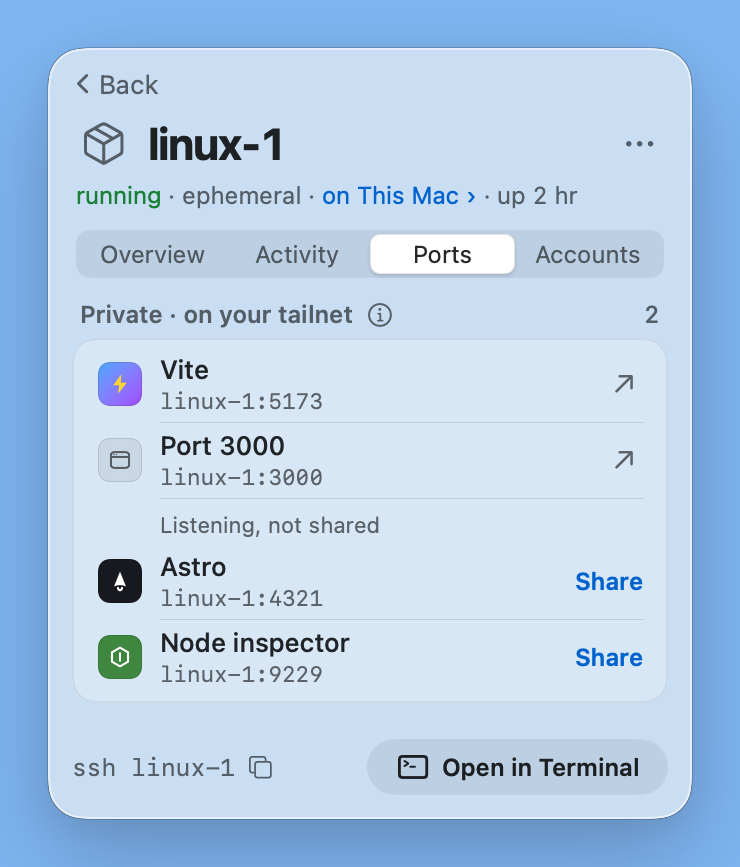 Back
linux-1
running · ephemeral · on This Mac › · up 2 hr
Overview Activity Ports Accounts
Private · on your tailnet 2
Vite
linux-1:5173
Port 3000
linux-1:3000
Listening, not shared
Astro
linux-1:4321
Share
Node inspector
linux-1:9229
Share
ssh linux-1
Open in Terminal